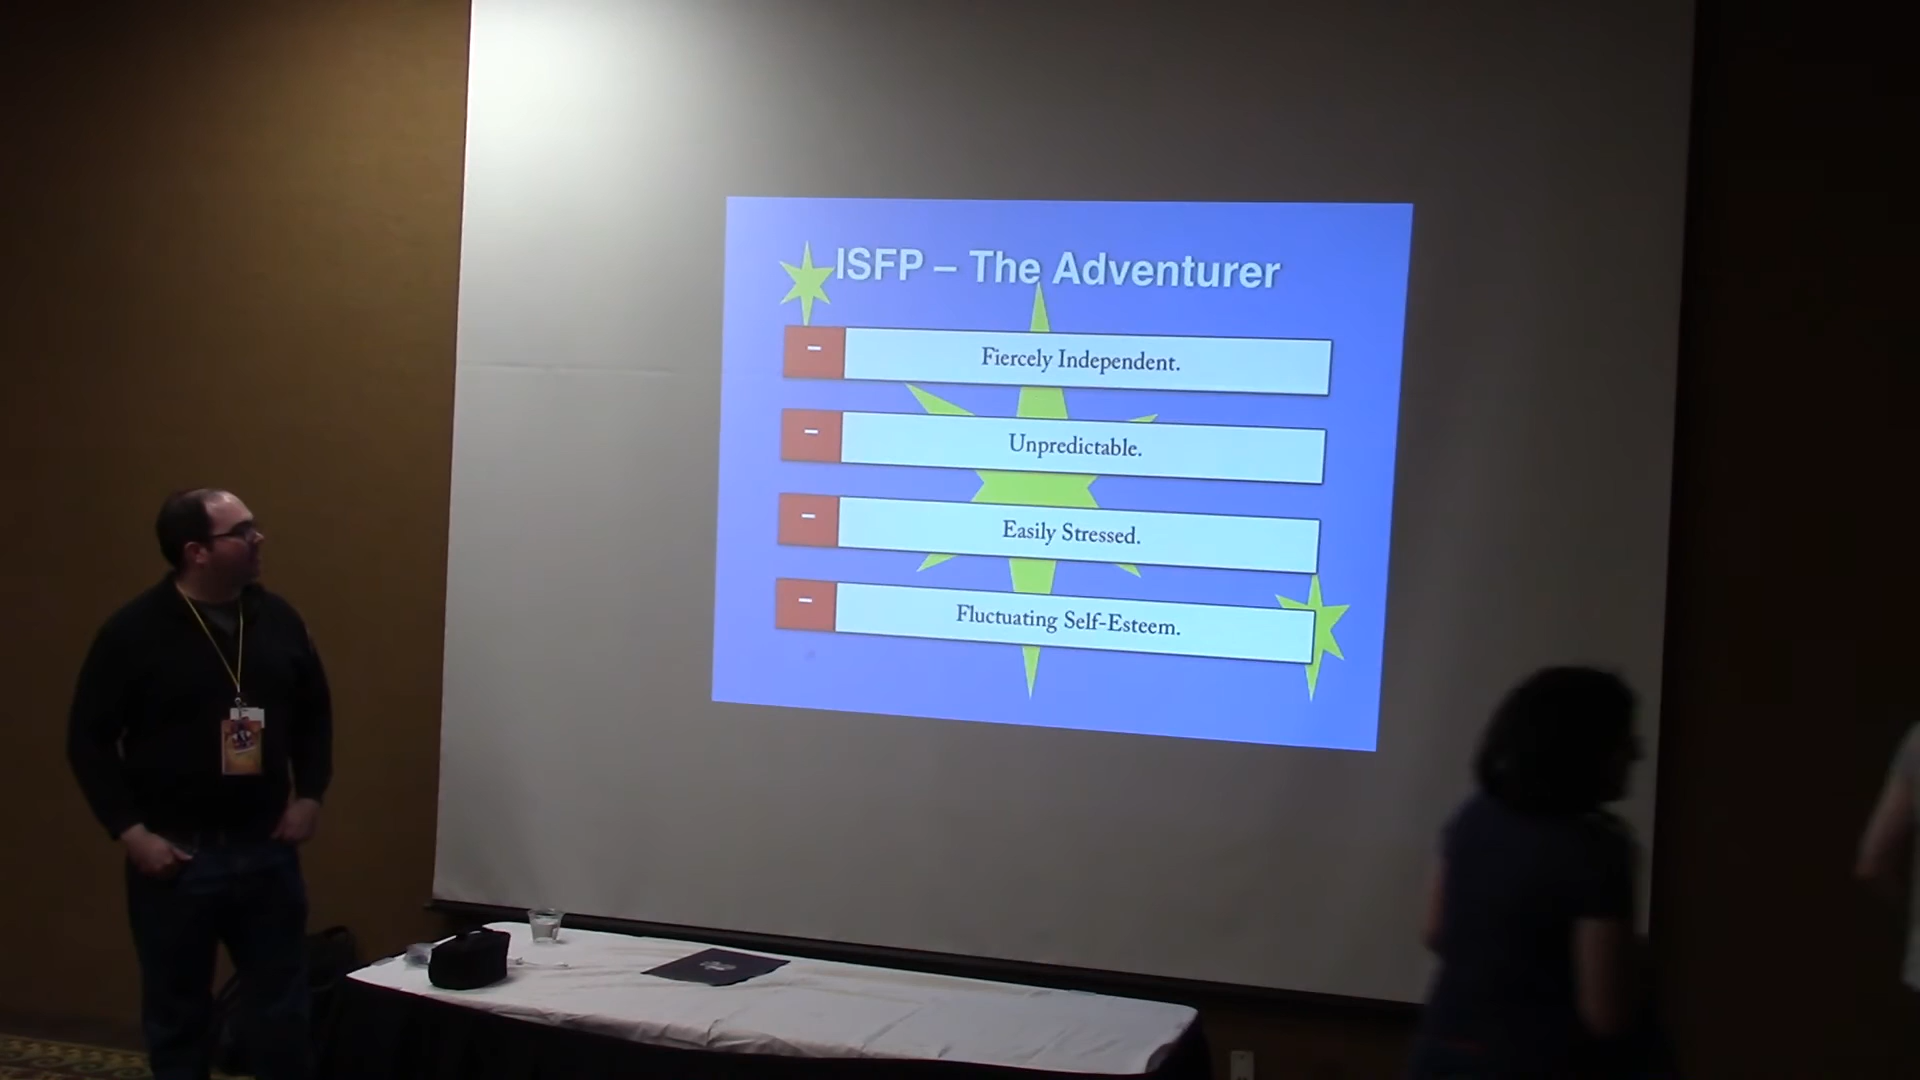 ISFP – The Adventurer
– Fiercely Independent.
– Unpredictable.
– Easily Stressed.
– Fluctuating Self-Esteem.